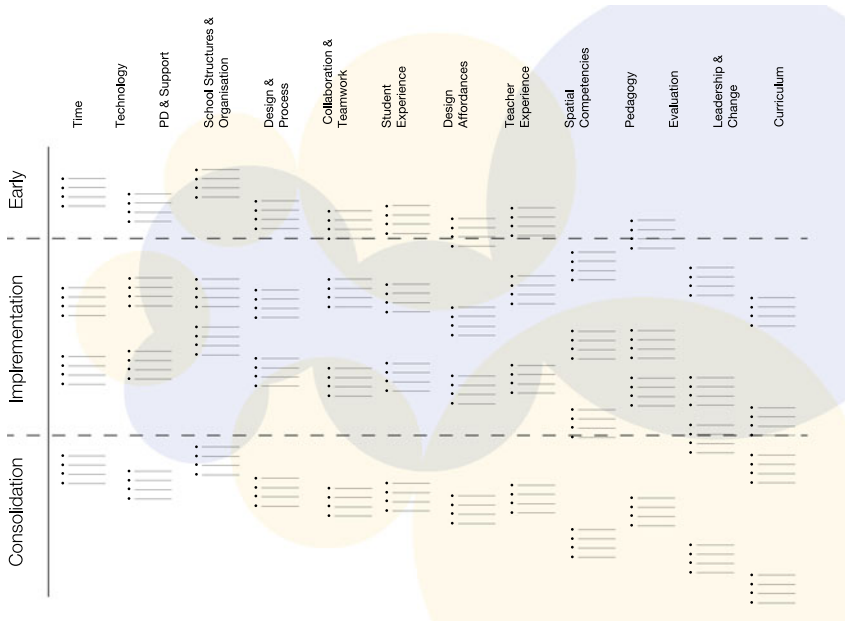 Time
Technology
PD & Support
School Structures &
Organisation
Design &
Process
Collaboration &
Teamwork
Student
Experience
Design
Affordances
Teacher
Experience
Spatial
Competencies
Pedagogy
Evaluation
Leadership &
Change
Curriculum
Early
Implrementation
Consolidation